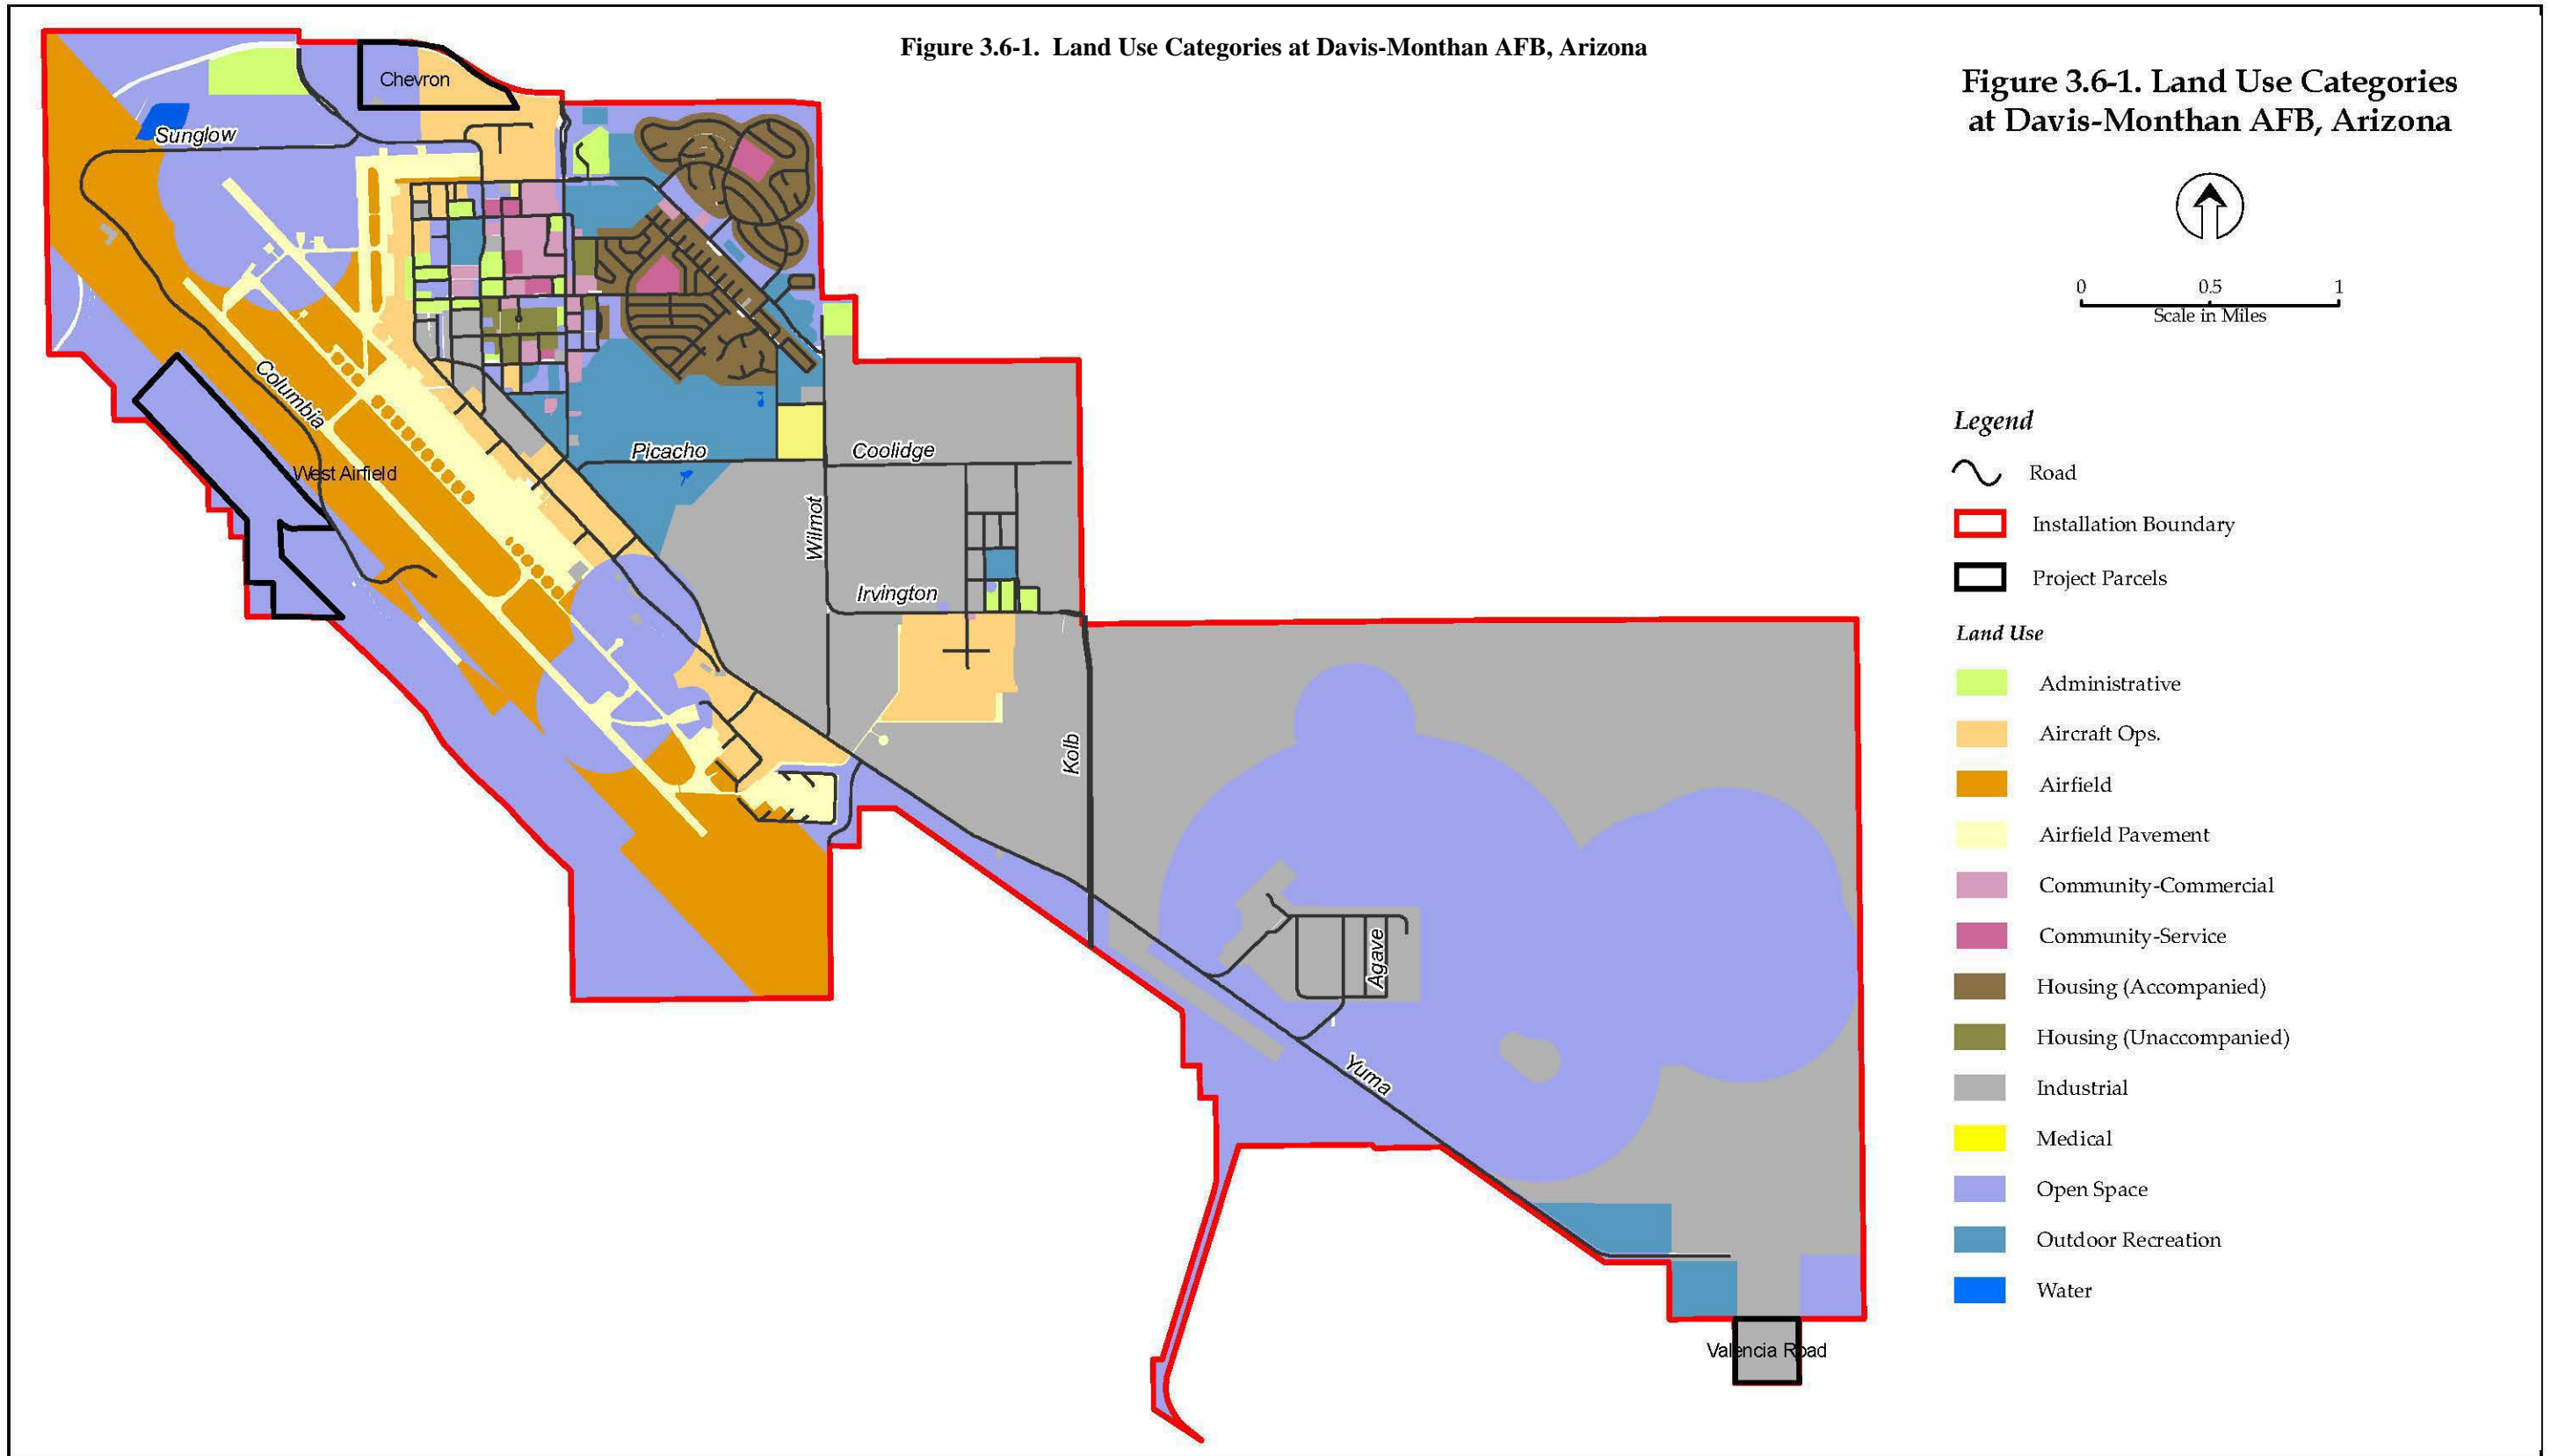 Figure 3.6-1. Land Use Categories at Davis-Monthan AFB, Arizona
Figure 3.6-1. Land Use Categories
at Davis-Monthan AFB, Arizona
0 0.5 1
Scale in Miles
Legend
Road
Installation Boundary
Project Parcels
Land Use
Administrative
Aircraft Ops.
Airfield
Airfield Pavement
Community-Commercial
Community-Service
Housing (Accompanied)
Housing (Unaccompanied)
Industrial
Medical
Open Space
Outdoor Recreation
Water
Chevron
Sunglow
Columbia
West Airfield
Picacho
Coolidge
Wilmot
Irvington
Kolb
Agave
Yuma
Valencia Road